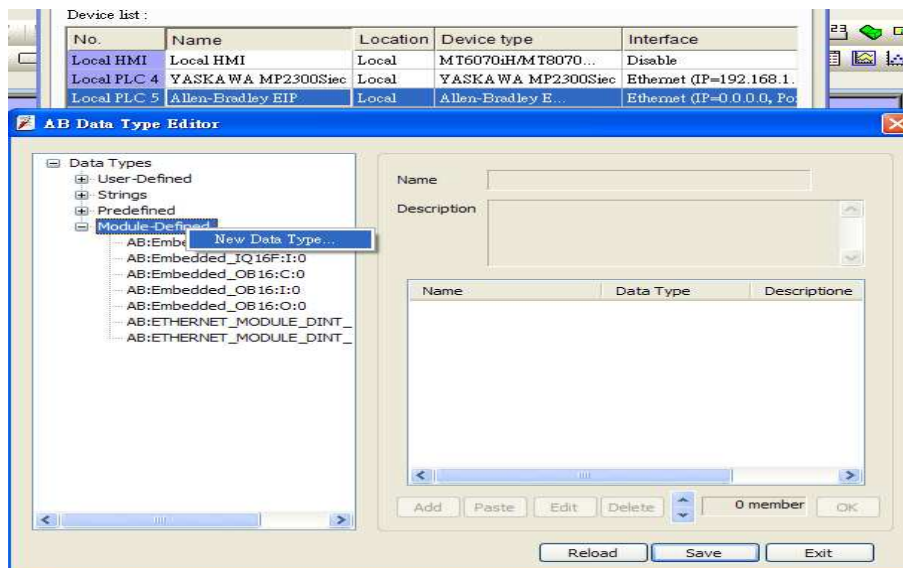 Device list :
No. Name Location Device type Interface
Local HMI Local HMI Local MT6070iH/MT8070... Disable
Local PLC 4 YASKAWA MP2300Siec Local YASKAWA MP2300Siec Ethernet (IP=192.168.1.
Local PLC 5 Allen-Bradley EIP Local Allen-Bradley E... Ethernet (IP=0.0.0.0, Po
AB Data Type Editor
Data Types
User-Defined
Strings
Predefined
Module-Defined
New Data Type...
AB:Embe
AB:Embedded_IQ16F:I:0
AB:Embedded_OB16:C:0
AB:Embedded_OB16:I:0
AB:Embedded_OB16:O:0
AB:ETHERNET_MODULE_DINT_
AB:ETHERNET_MODULE_DINT_
Name
Description
Name Data Type Descriptione
Add Paste Edit Delete 0 member OK
Reload Save Exit